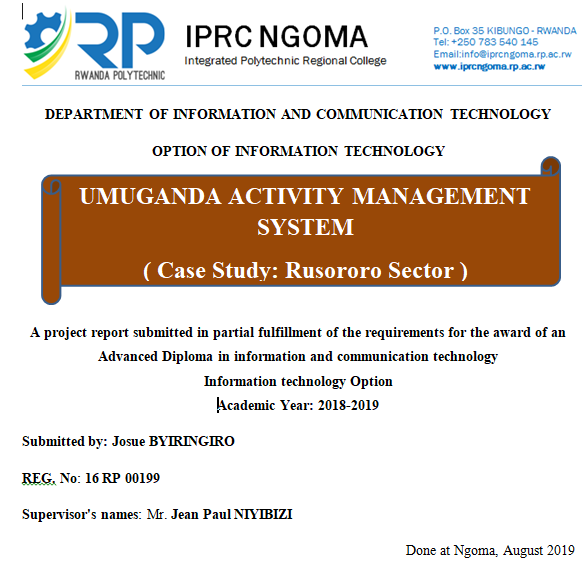 RP
RWANDA POLYTECHNIC
IPRC NGOMA
Integrated Polytechnic Regional College
P.O. Box 35 KIBUNGO - RWANDA
Tel: +250 783 540 145
Email:info@iprcngoma.rp.ac.rw
www.iprcngoma.rp.ac.rw
DEPARTMENT OF INFORMATION AND COMMUNICATION TECHNOLOGY
OPTION OF INFORMATION TECHNOLOGY
UMUGANDA ACTIVITY MANAGEMENT
SYSTEM
( Case Study: Rusororo Sector )
A project report submitted in partial fulfillment of the requirements for the award of an
Advanced Diploma in information and communication technology
Information technology Option
Academic Year: 2018-2019
Submitted by: Josue BYIRINGIRO
REG. No: 16 RP 00199
Supervisor's names: Mr. Jean Paul NIYIBIZI
Done at Ngoma, August 2019